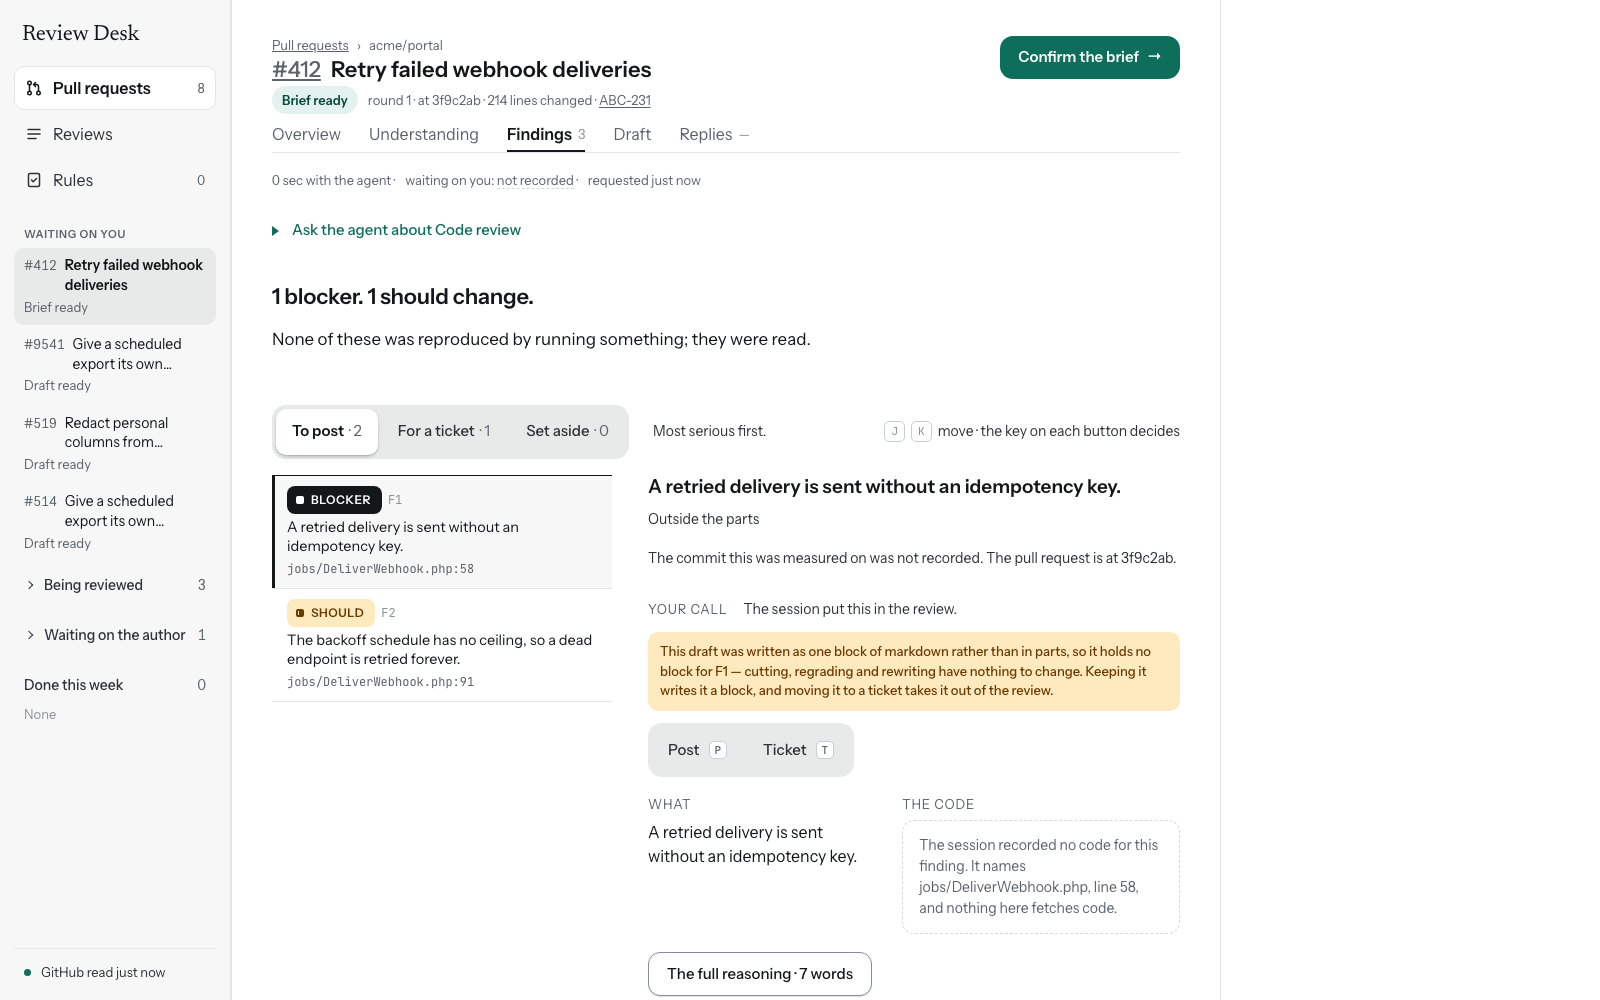 Review Desk
Pull requests 8
Reviews
Rules 0
WAITING ON YOU
#412 Retry failed webhook
deliveries
Brief ready
#9541 Give a scheduled
export its own…
Draft ready
#519 Redact personal
columns from…
Draft ready
#514 Give a scheduled
export its own…
Draft ready
Being reviewed 3
Waiting on the author 1
Done this week 0
None
GitHub read just now
Pull requests › acme/portal
#412 Retry failed webhook deliveries
Confirm the brief →
Brief ready round 1 · at 3f9c2ab · 214 lines changed · ABC-231
Overview Understanding Findings 3 Draft Replies —
0 sec with the agent · waiting on you: not recorded · requested just now
Ask the agent about Code review
1 blocker. 1 should change.
None of these was reproduced by running something; they were read.
To post · 2 For a ticket · 1 Set aside · 0 Most serious first. J K move · the key on each button decides
BLOCKER F1
A retried delivery is sent without an
idempotency key.
jobs/DeliverWebhook.php:58
SHOULD F2
The backoff schedule has no ceiling, so a dead
endpoint is retried forever.
jobs/DeliverWebhook.php:91
A retried delivery is sent without an idempotency key.
Outside the parts
The commit this was measured on was not recorded. The pull request is at 3f9c2ab.
YOUR CALL The session put this in the review.
This draft was written as one block of markdown rather than in parts, so it holds no
block for F1 — cutting, regrading and rewriting have nothing to change. Keeping it
writes it a block, and moving it to a ticket takes it out of the review.
Post P Ticket T
WHAT
A retried delivery is sent
without an idempotency key.
THE CODE
The session recorded no code for this
finding. It names
jobs/DeliverWebhook.php, line 58,
and nothing here fetches code.
The full reasoning · 7 words